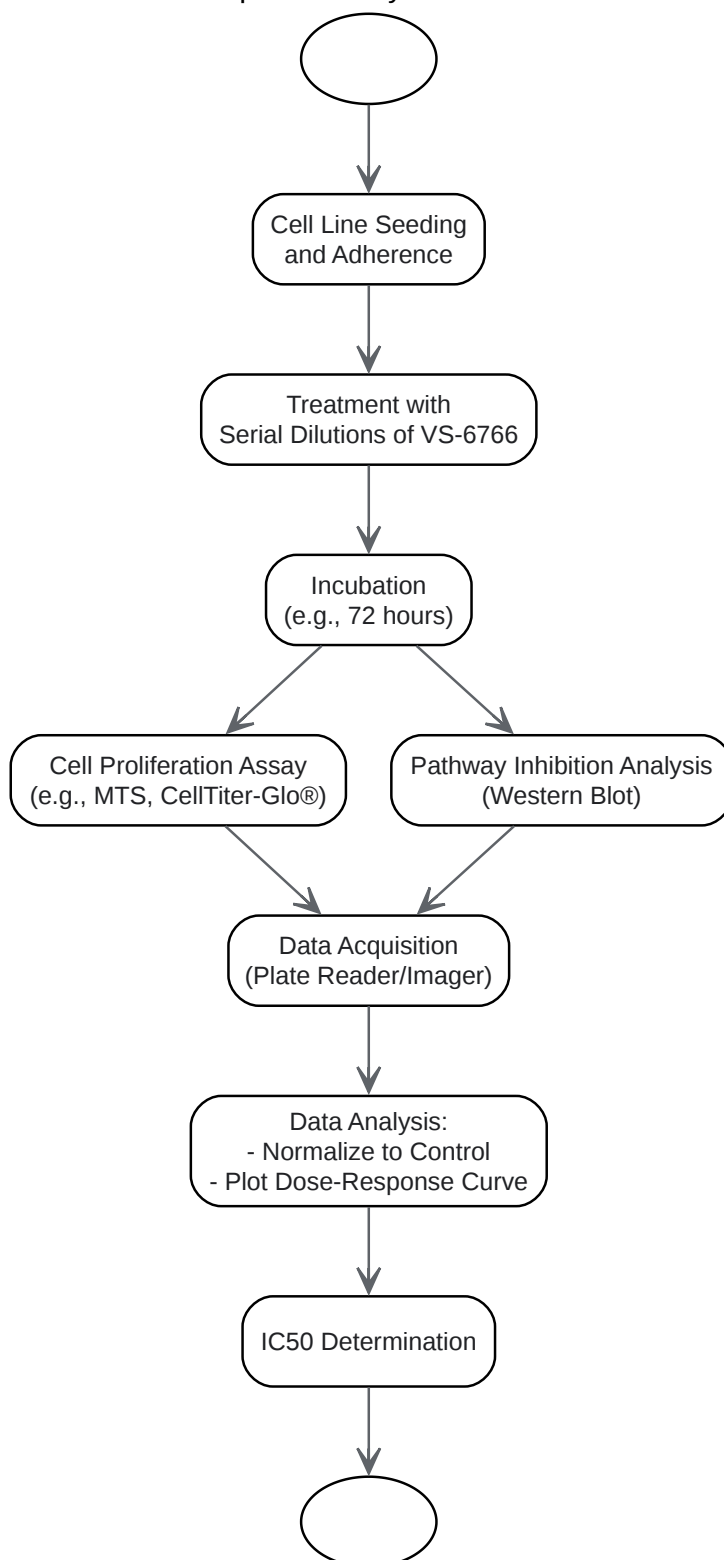 Cell Line Seeding
and Adherence
Treatment with
Serial Dilutions of VS-6766
Incubation
(e.g., 72 hours)
Cell Proliferation Assay
(e.g., MTS, CellTiter-Glo®)
Pathway Inhibition Analysis
(Western Blot)
Data Acquisition
(Plate Reader/Imager)
Data Analysis:
- Normalize to Control
- Plot Dose-Response Curve
IC50 Determination